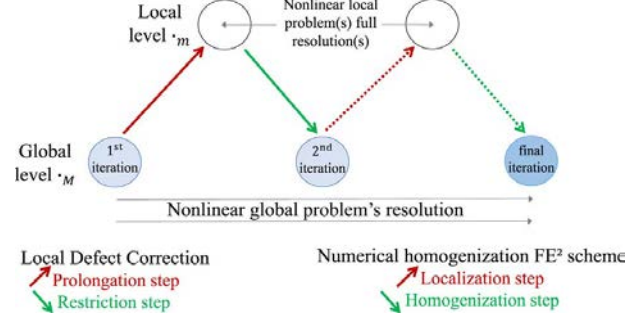 Local
level ·m
Nonlinear local
problem(s) full
resolution(s)
Global
level ·M
1st
iteration
2nd
iteration
final
iteration
Nonlinear global problem's resolution
Local Defect Correction
Prolongation step
Restriction step
Numerical homogenization FE² scheme
Localization step
Homogenization step